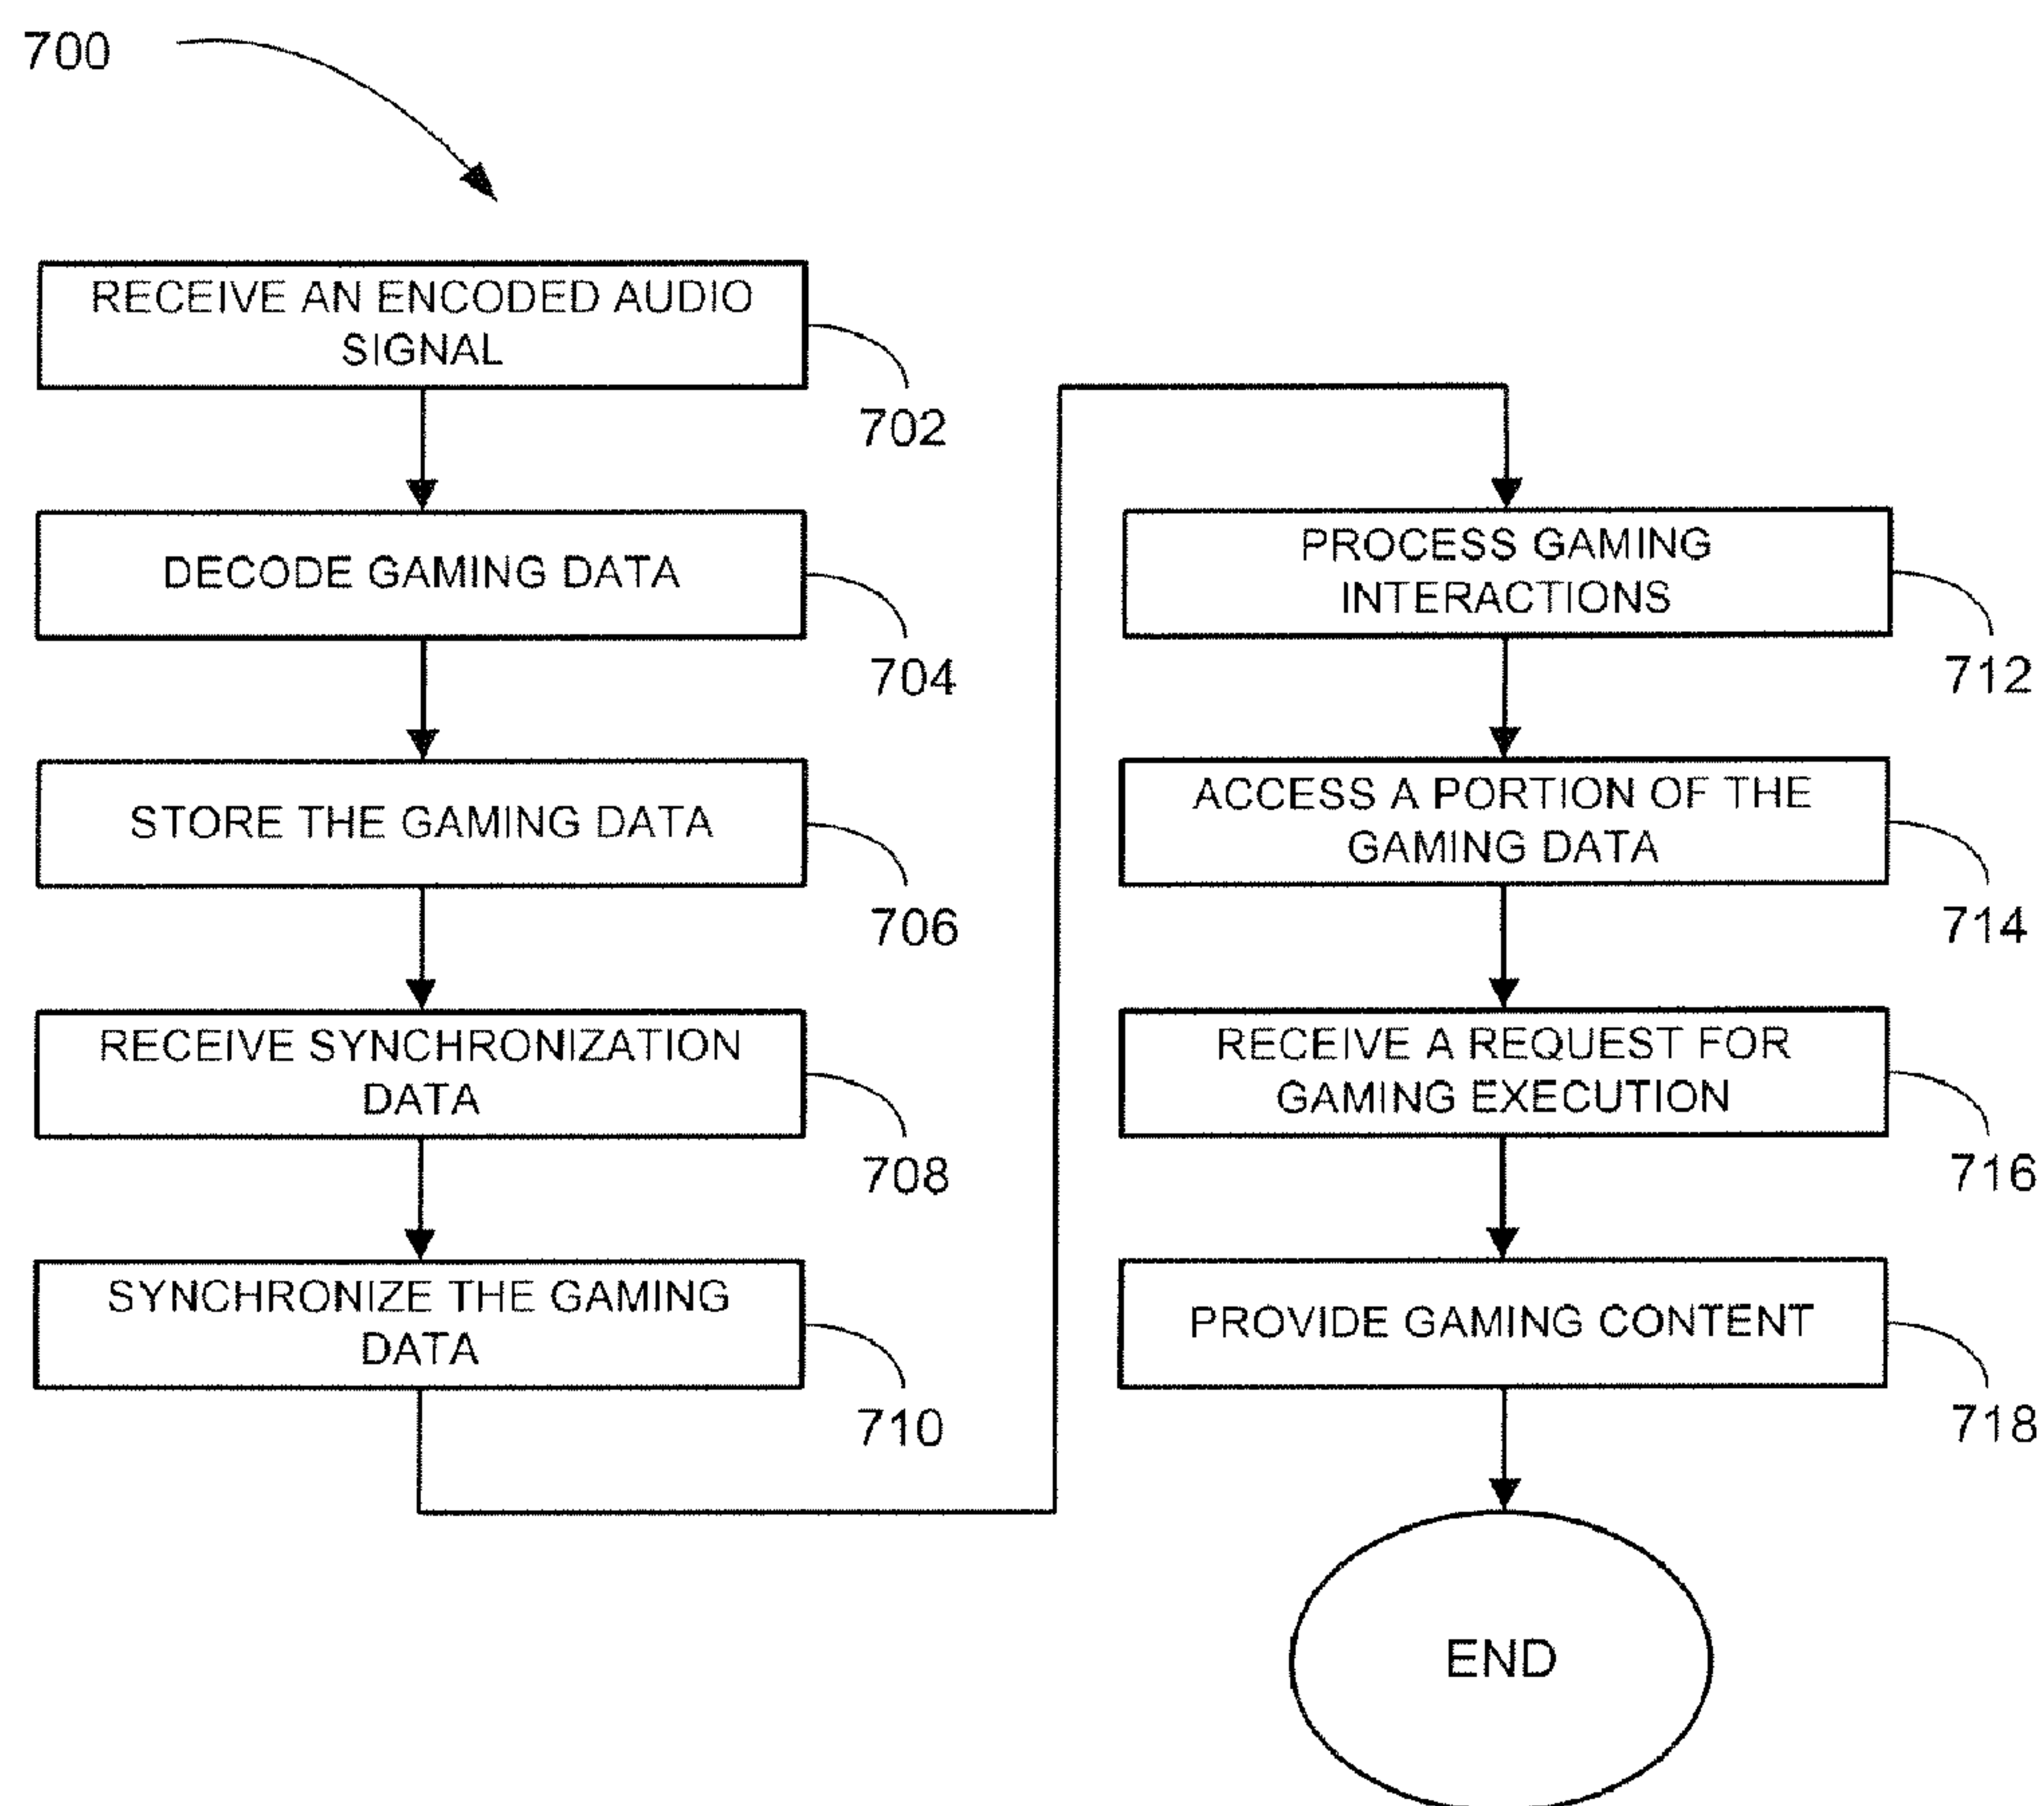 700
RECEIVE AN ENCODED AUDIO
SIGNAL
702
DECODE GAMING DATA
704
STORE THE GAMING DATA
706
RECEIVE SYNCHRONIZATION
DATA
708
SYNCHRONIZE THE GAMING
DATA
710
PROCESS GAMING
INTERACTIONS
712
ACCESS A PORTION OF THE
GAMING DATA
714
RECEIVE A REQUEST FOR
GAMING EXECUTION
716
PROVIDE GAMING CONTENT
718
END